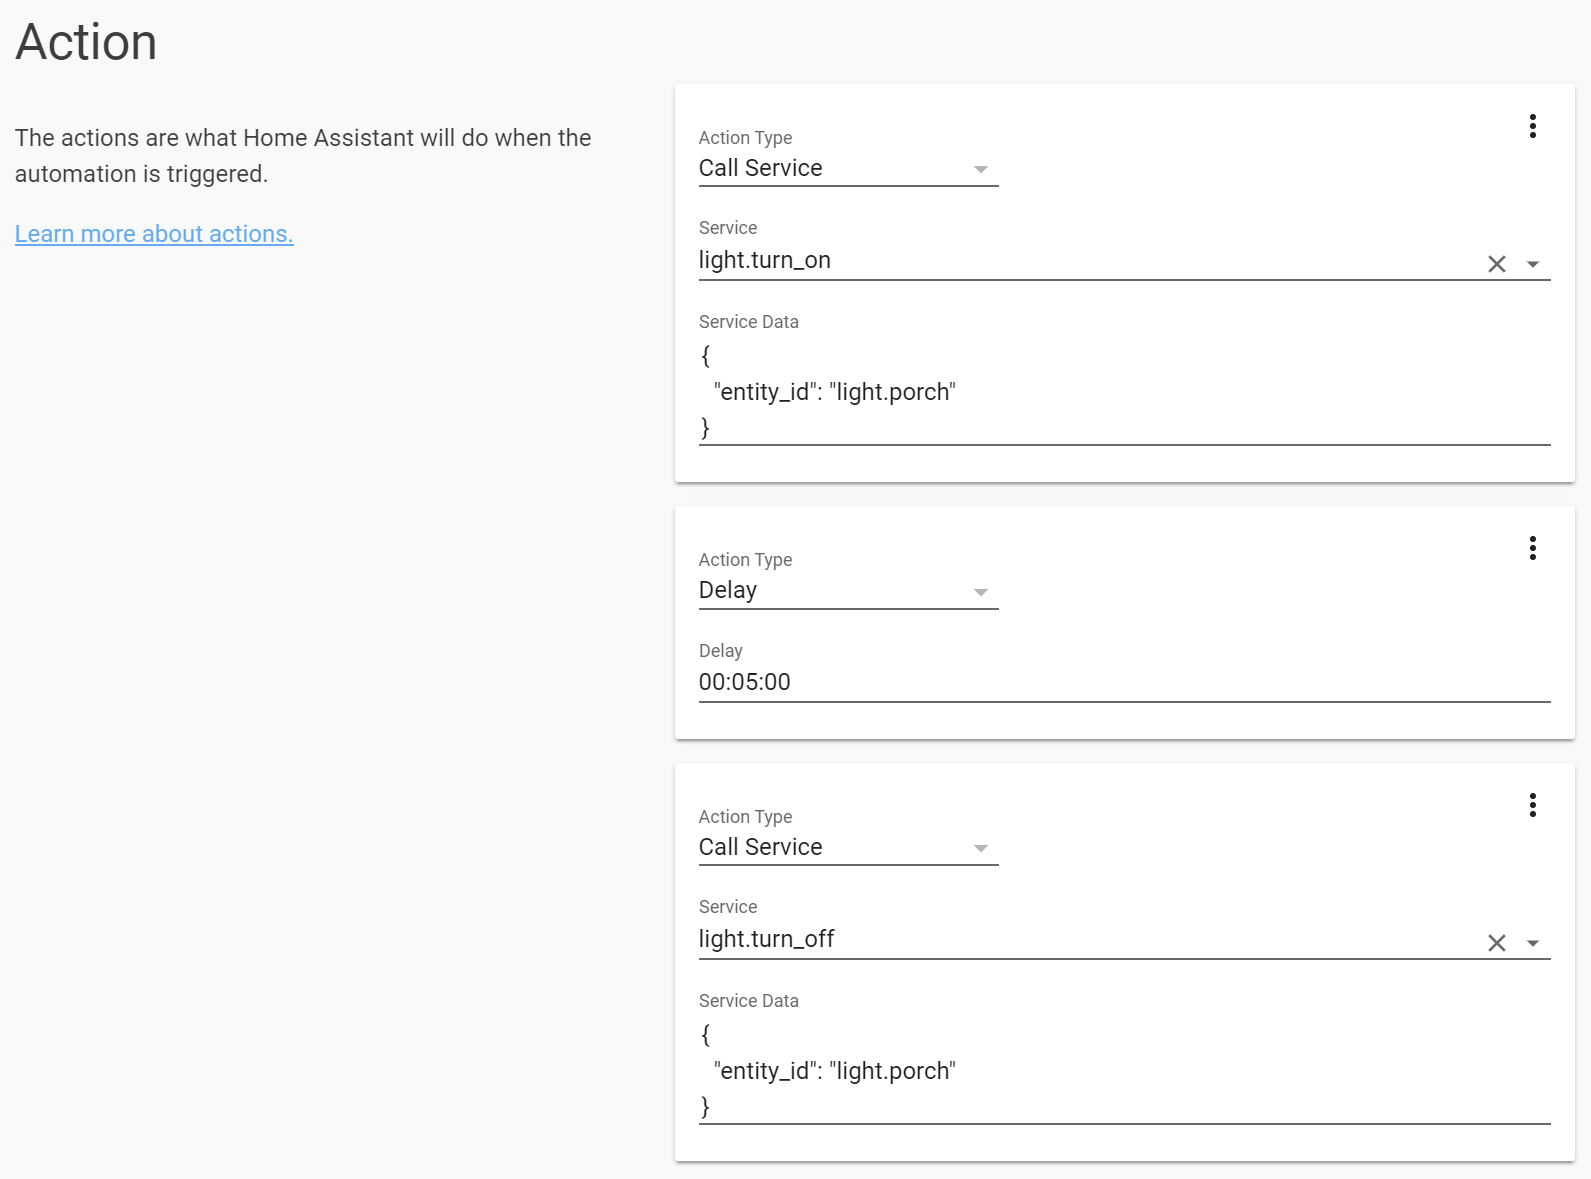 Action
The actions are what Home Assistant will do when the
automation is triggered.
Learn more about actions.
Action Type
Call Service
Service
light.turn_on
Service Data
{
"entity_id": "light.porch"
}
Action Type
Delay
Delay
00:05:00
Action Type
Call Service
Service
light.turn_off
Service Data
{
"entity_id": "light.porch"
}